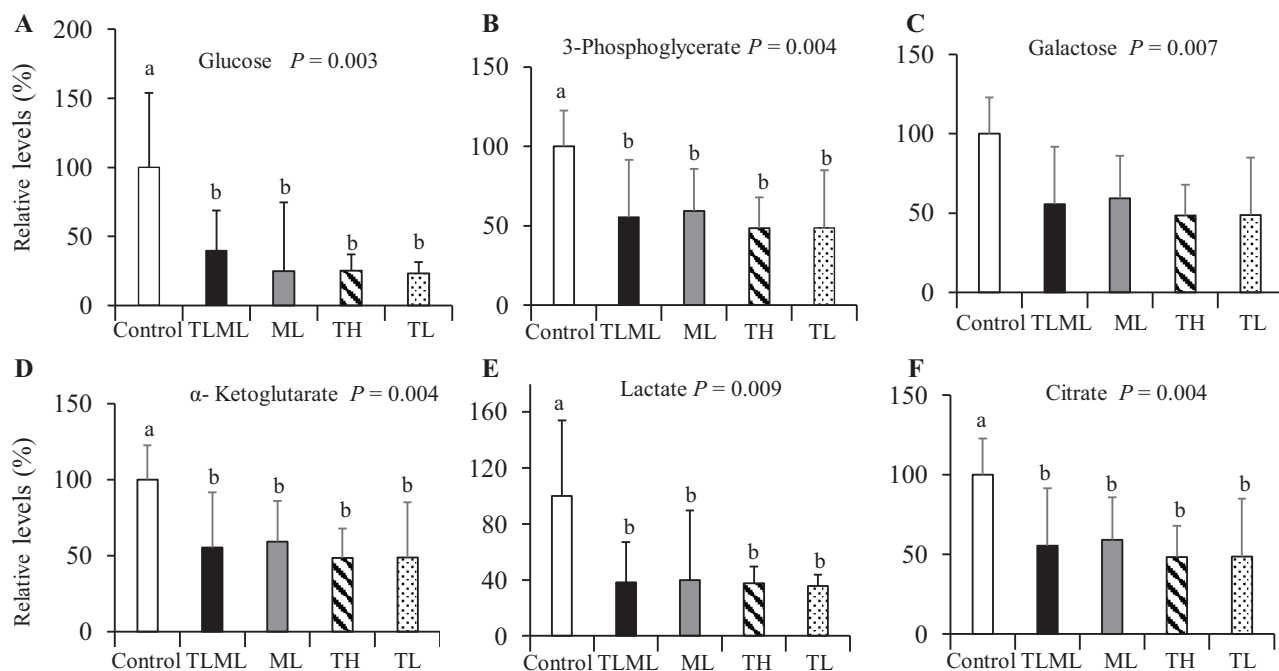 A
Glucose P = 0.003
Relative levels (%)
200
150
100
50
0
a
b
b
b
b
Control TLML ML TH TL
B
3-Phosphoglycerate P = 0.004
150
100
50
0
a
b
b
b
b
Control TLML ML TH TL
C
Galactose P = 0.007
150
100
50
0
Control TLML ML TH TL
D
α- Ketoglutarate P = 0.004
Relative levels (%)
150
100
50
0
a
b
b
b
b
Control TLML ML TH TL
E
Lactate P = 0.009
160
120
80
40
0
a
b
b
b
b
Control TLML ML TH TL
F
Citrate P = 0.004
150
100
50
0
a
b
b
b
b
Control TLML ML TH TL